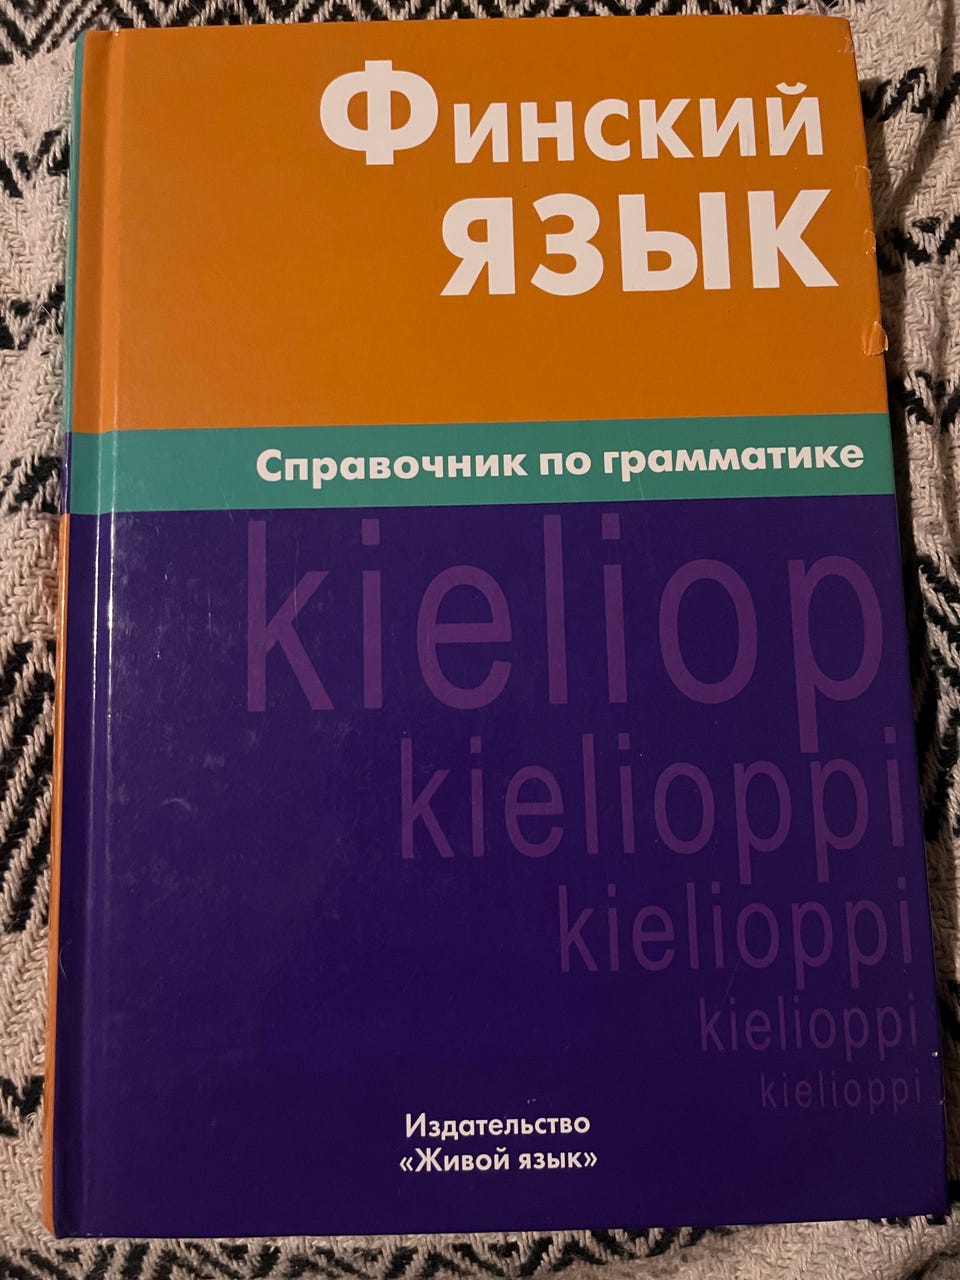 Финский
язык
Справочник по грамматике
kieliop
kielioppi
kielioppi
kielioppi
kielioppi
Издательство
«Живой язык»